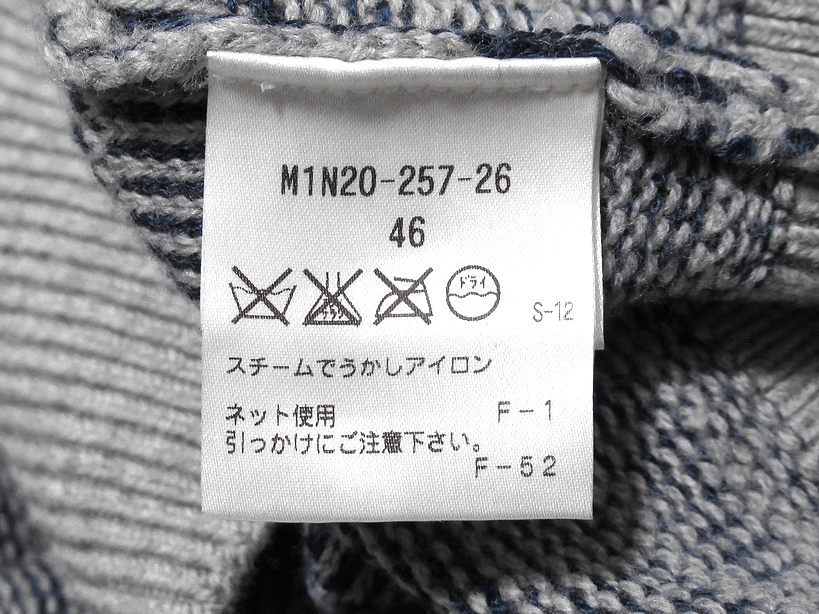 M1N20-257-26
46
ドライ
S-12
スチームでうかしアイロン
ネット使用 F-1
引っかけにご注意下さい。
F-52